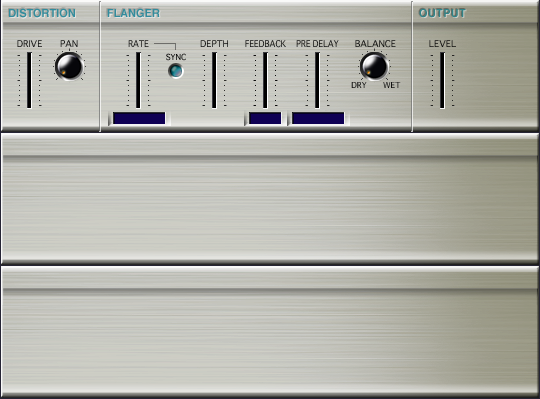 DISTORTION FLANGER OUTPUT
DRIVE PAN RATE DEPTH FEEDBACK PRE DELAY BALANCE LEVEL
SYNC
DRY WET